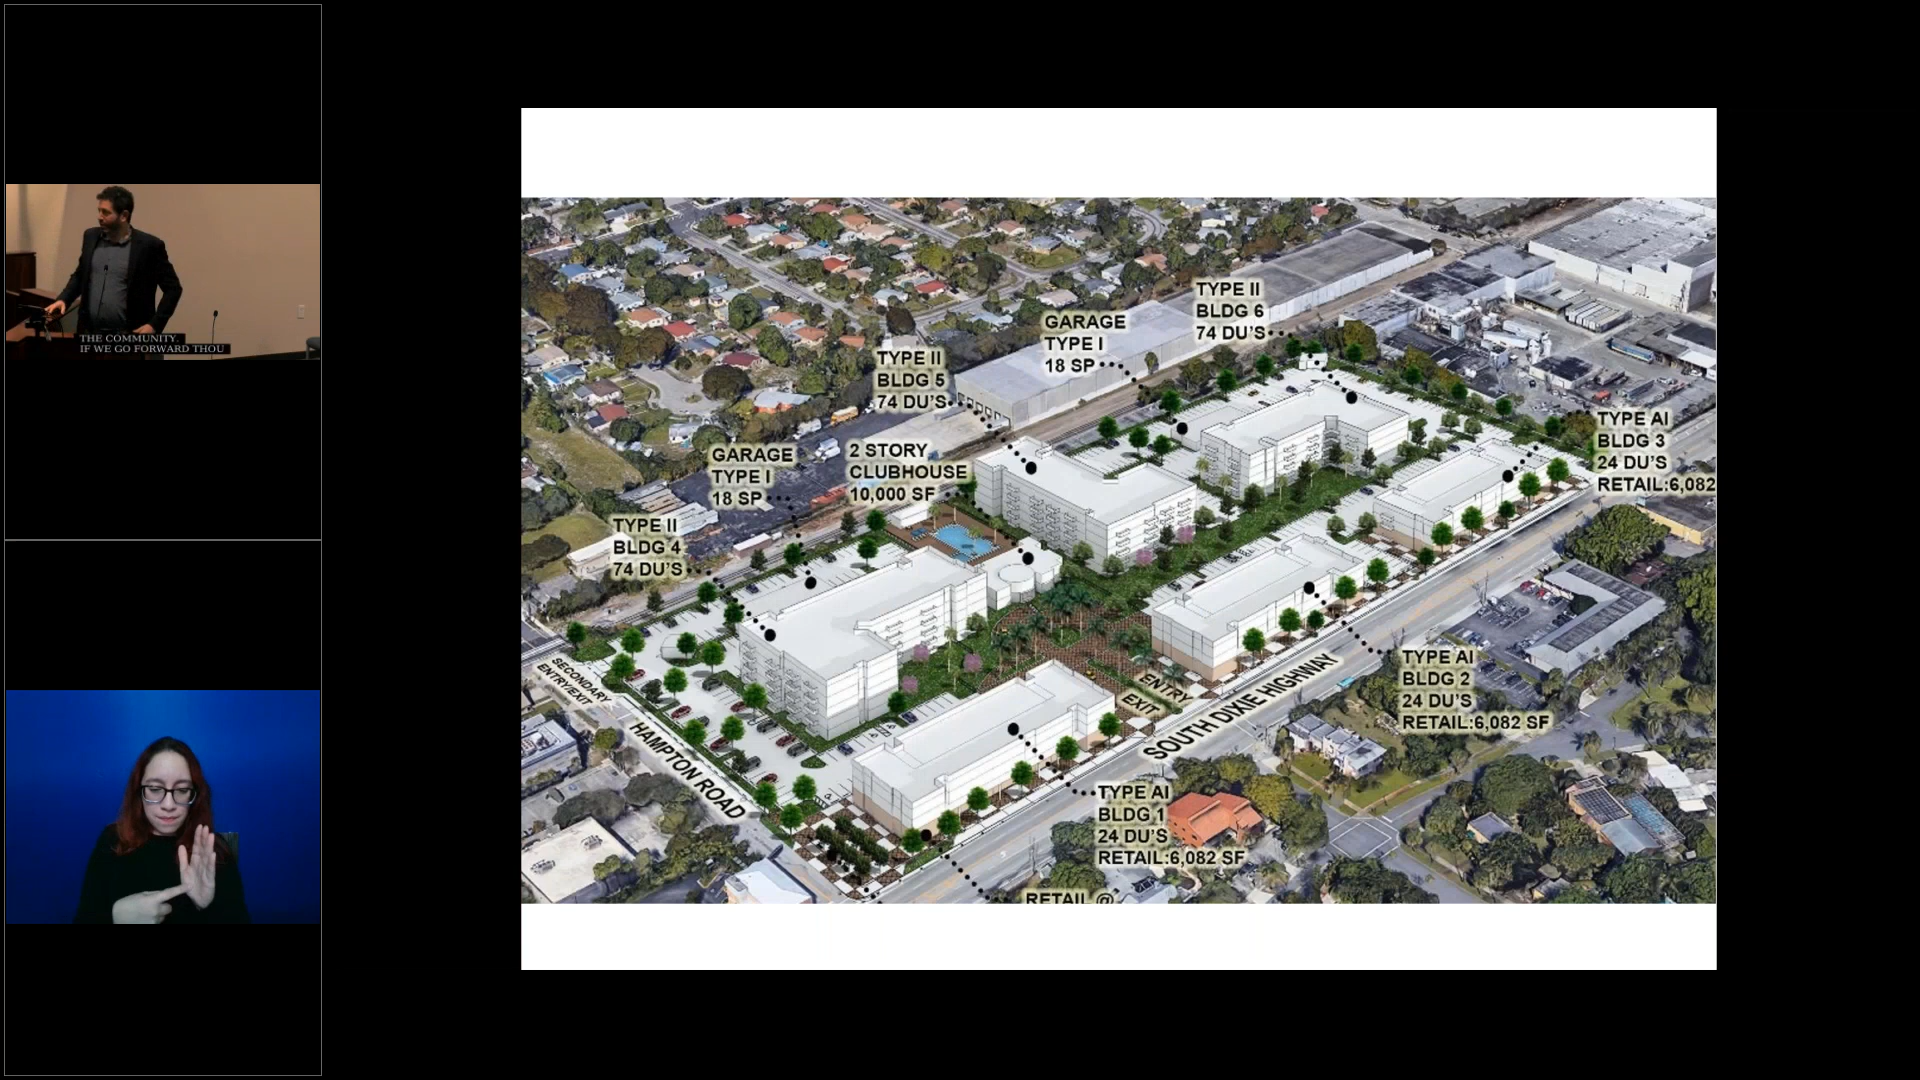 THE COMMUNITY.
IF WE GO FORWARD THOU
TYPE II
BLDG 6
74 DU'S
GARAGE
TYPE I
18 SP
TYPE II
BLDG 5
74 DU'S
TYPE AI
BLDG 3
24 DU'S
RETAIL:6,082
GARAGE
TYPE I
18 SP
2 STORY
CLUBHOUSE
10,000 SF
TYPE II
BLDG 4
74 DU'S
SECONDARY
ENTRY/EXIT
HAMPTON ROAD
ENTRY
EXIT
SOUTH DIXIE HIGHWAY
TYPE AI
BLDG 2
24 DU'S
RETAIL:6,082 SF
TYPE AI
BLDG 1
24 DU'S
RETAIL:6,082 SF
RETAIL @